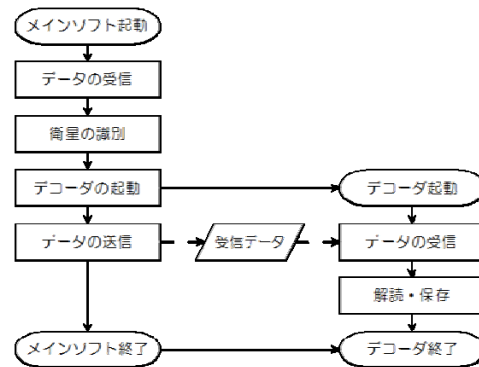 メインソフト起動
データの受信
衛星の識別
デコーダの起動
デコーダ起動
データの送信
受信データ
データの受信
解読・保存
メインソフト終了
デコーダ終了